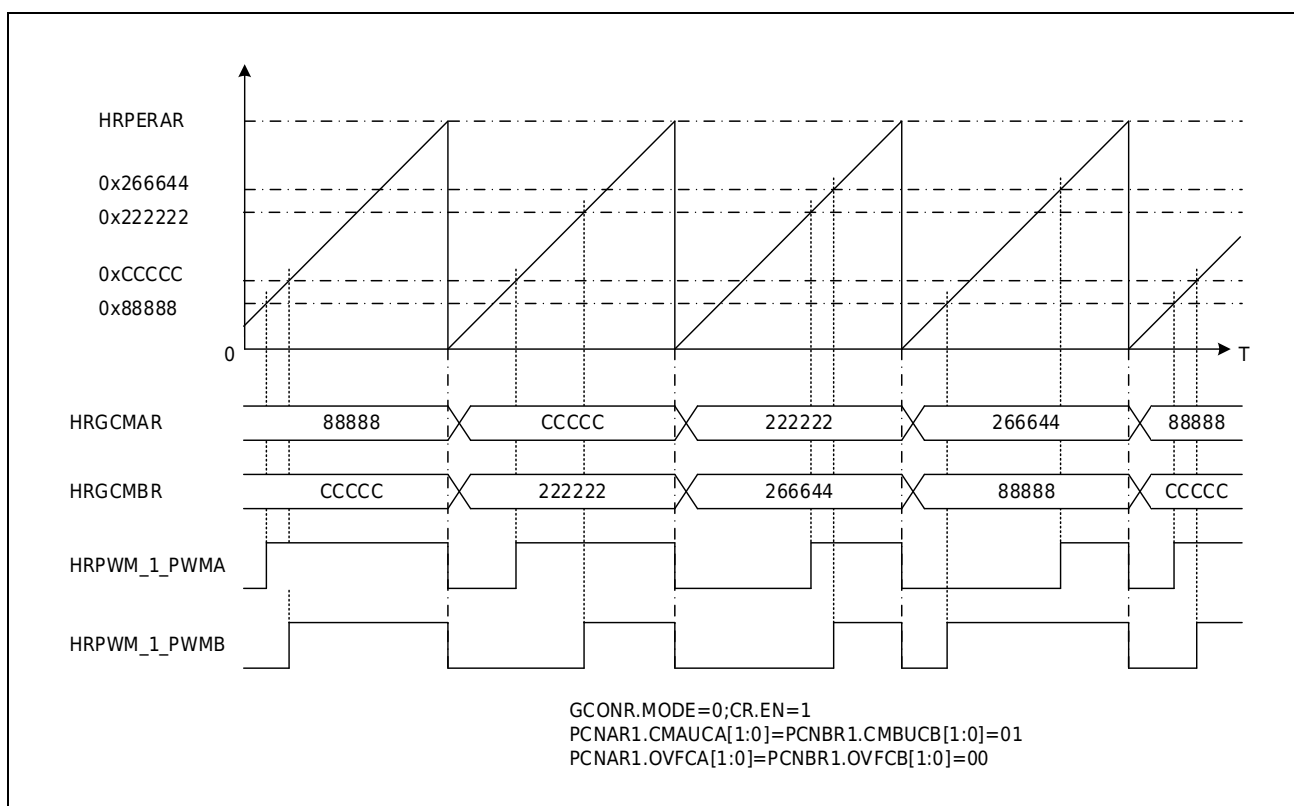 HRPERAR
0x266644
0x222222
0xCCCCC
0x88888
0
T
HRGCMAR 88888 CCCCC 222222 266644 88888
HRGCMBR CCCCC 222222 266644 88888 CCCCC
HRPWM_1_PWMA
HRPWM_1_PWMB
GCONR.MODE=0;CR.EN=1
PCNAR1.CMAUCA[1:0]=PCNBR1.CMBUCB[1:0]=01
PCNAR1.OVFCA[1:0]=PCNBR1.OVFCB[1:0]=00